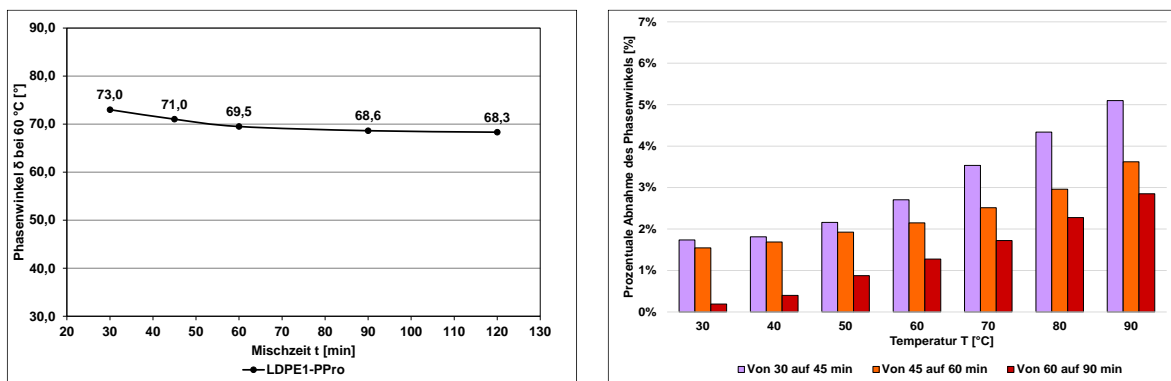 Phasenwinkel δ bei 60 °C [°]
90,0
80,0
70,0
60,0
50,0
40,0
30,0
73,0
71,0
69,5
68,6
68,3
20 30 40 50 60 70 80 90 100 110 120 130
Mischzeit t [min]
LDPE1-PPro
Prozentuale Abnahme des Phasenwinkels [%]
7%
6%
5%
4%
3%
2%
1%
0%
30 40 50 60 70 80 90
Temperatur T [°C]
Von 30 auf 45 min Von 45 auf 60 min Von 60 auf 90 min